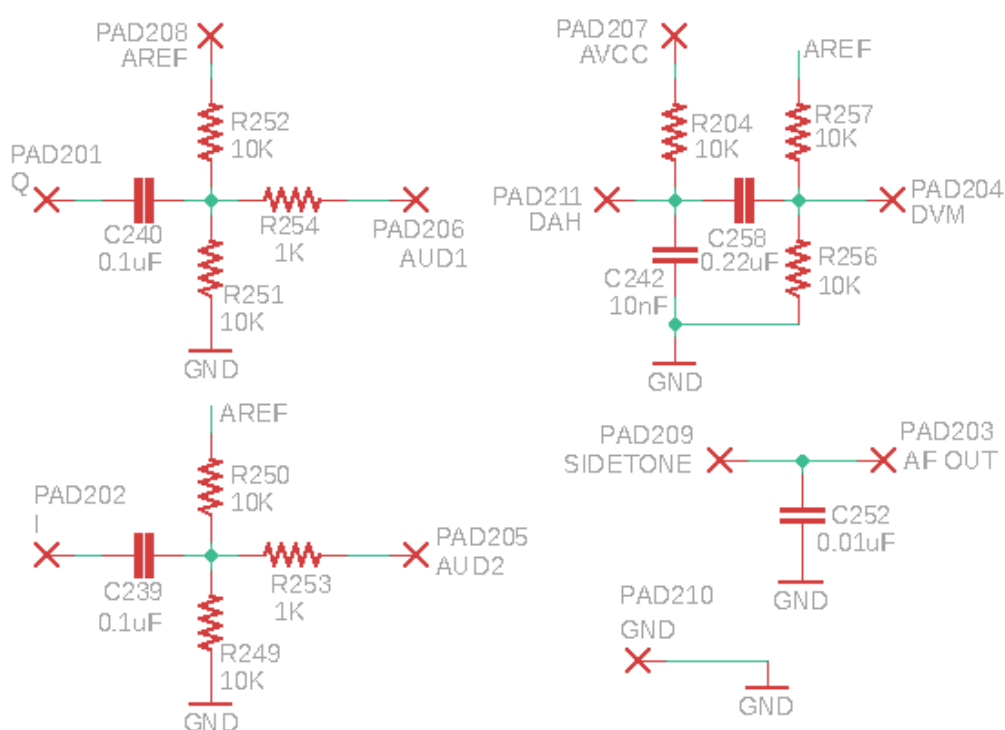 PAD208
AREF
R252
10K
PAD201
Q
C240
0.1uF
R254
1K
PAD206
AUD1
R251
10K
GND
PAD207
AVCC
AREF
R204
10K
R257
10K
PAD211
DAH
C258
0.22uF
PAD204
DVM
C242
10nF
R256
10K
GND
AREF
R250
10K
PAD202
I
C239
0.1uF
R253
1K
PAD205
AUD2
R249
10K
GND
PAD209
SIDETONE
PAD203
AF OUT
C252
0.01uF
GND
PAD210
GND
GND